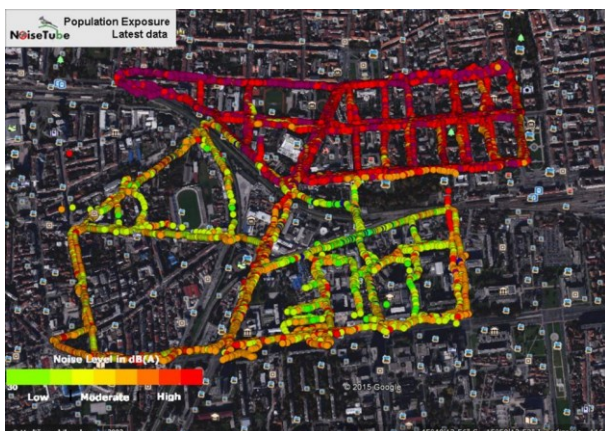 Population Exposure
Latest data
NoiseTube
Noise Level in dB(A)
30
Low Moderate High
© 2015 Google